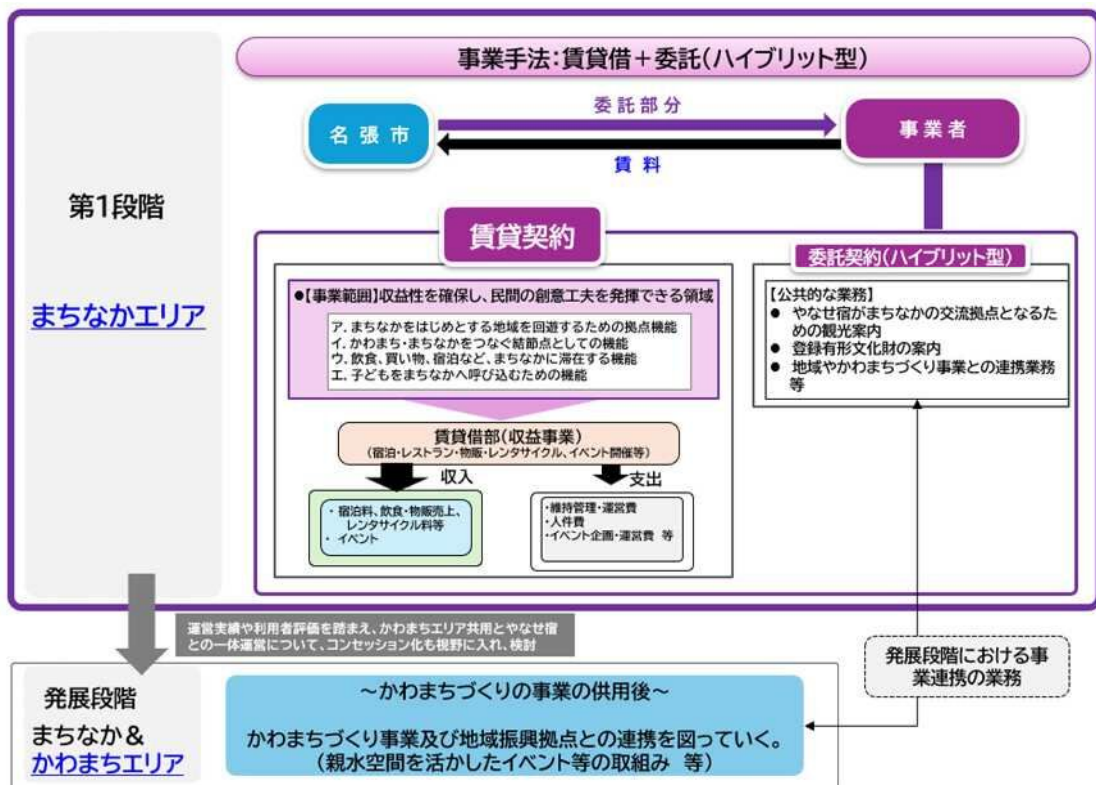 事業手法:賃貸借+委託(ハイブリット型)
委託部分
名張市
事業者
賃料
第1段階
まちなかエリア
賃貸契約
●【事業範囲】収益性を確保し、民間の創意工夫を発揮できる領域
ア. まちなかをはじめとする地域を回遊するための拠点機能
イ. かわまち・まちなかをつなぐ結節点としての機能
ウ. 飲食、買い物、宿泊など、まちなかに滞在する機能
エ. 子どもをまちなかへ呼び込むための機能
賃貸借部(収益事業)
(宿泊・レストラン・物販・レンタサイクル、イベント開催等)
収入
支出
・ 宿泊料、飲食・物販売上、
レンタサイクル料等
・ イベント
・維持管理・運営費
・人件費
・イベント企画・運営費 等
委託契約(ハイブリット型)
【公共的な業務】
● やなせ宿がまちなかの交流拠点となるた
めの観光案内
● 登録有形文化財の案内
● 地域やかわまちづくり事業との連携業務
等
運営実績や利用者評価を踏まえ、かわまちエリア共用とやなせ宿
との一体運営について、コンセッション化も視野に入れ、検討
発展段階における事
業連携の業務
発展段階
まちなか&
かわまちエリア
~かわまちづくりの事業の供用後~
かわまちづくり事業及び地域振興拠点との連携を図っていく。
(親水空間を活かしたイベント等の取組み 等)